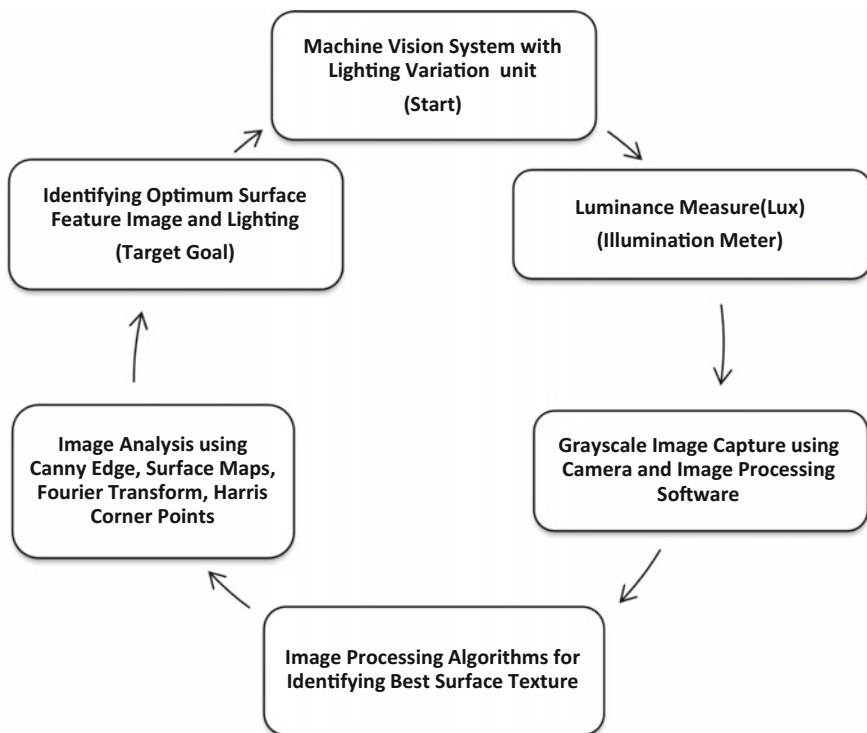 Machine Vision System with
Lighting Variation unit
(Start)
Luminance Measure(Lux)
(Illumination Meter)
Grayscale Image Capture using
Camera and Image Processing
Software
Image Processing Algorithms for
Identifying Best Surface Texture
Image Analysis using
Canny Edge, Surface Maps,
Fourier Transform, Harris
Corner Points
Identifying Optimum Surface
Feature Image and Lighting
(Target Goal)